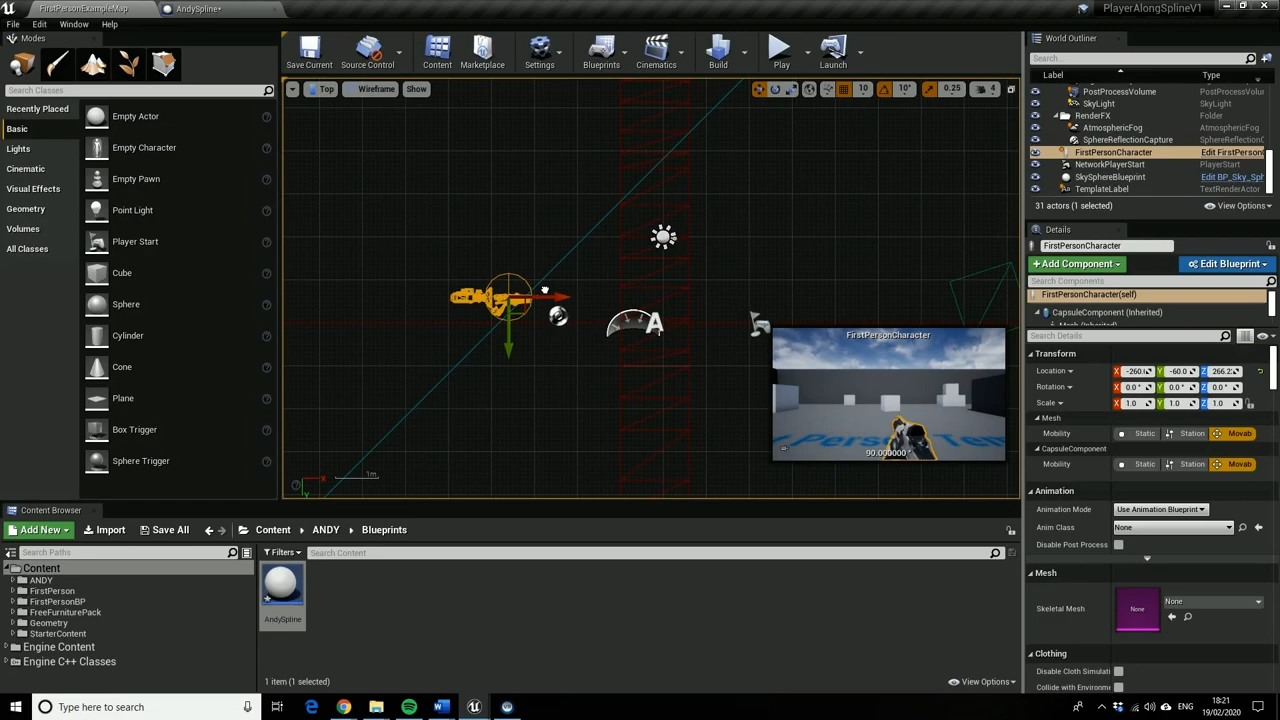 FirstPersonExampleMap
AndySpline*
PlayerAlongSplineV1
File Edit Window Help
Modes
World Outliner
Save Current
Source Control
Content
Marketplace
Settings
Blueprints
Cinematics
Build
Play
Launch
Search...
Label
Type
Search Classes
Top
Wireframe
Show
10
10°
0.25
4
Recently Placed
Basic
Lights
Cinematic
Visual Effects
Geometry
Volumes
All Classes
Empty Actor
Empty Character
Empty Pawn
Point Light
Player Start
Cube
Sphere
Cylinder
Cone
Plane
Box Trigger
Sphere Trigger
PostProcessVolume PostProcessVolu
SkyLight SkyLight
RenderFX Folder
AtmosphericFog AtmosphericFog
SphereReflectionCapture SphereReflectionC
FirstPersonCharacter Edit FirstPerson
NetworkPlayerStart PlayerStart
SkySphereBlueprint Edit BP_Sky_Sph
TemplateLabel TextRenderActor
31 actors (1 selected)
View Options
Details
FirstPersonCharacter
Add Component
Edit Blueprint
Search Components
FirstPersonCharacter(self)
CapsuleComponent (Inherited)
Search Details
A
FirstPersonCharacter
90.000000°
X
Y
1m
Transform
Location X -260. Y -60.0 Z 266.2
Rotation X 0.0° Y 0.0° Z 0.0°
Scale X 1.0 Y 1.0 Z 1.0
Mesh
Mobility Static Station Movab
CapsuleComponent
Mobility Static Station Movab
Animation
Animation Mode Use Animation Blueprint
Anim Class None
Disable Post Process
Mesh
Skeletal Mesh
None
None
Clothing
Disable Cloth Simulati
Collide with Environme
Content Browser
Add New
Import
Save All
Content
ANDY
Blueprints
Search Paths
Filters
Search Content
Content
ANDY
FirstPerson
FirstPersonBP
FreeFurniturePack
Geometry
StarterContent
Engine Content
Engine C++ Classes
AndySpline
1 item (1 selected)
View Options
Type here to search
ENG
18:21
19/02/2020